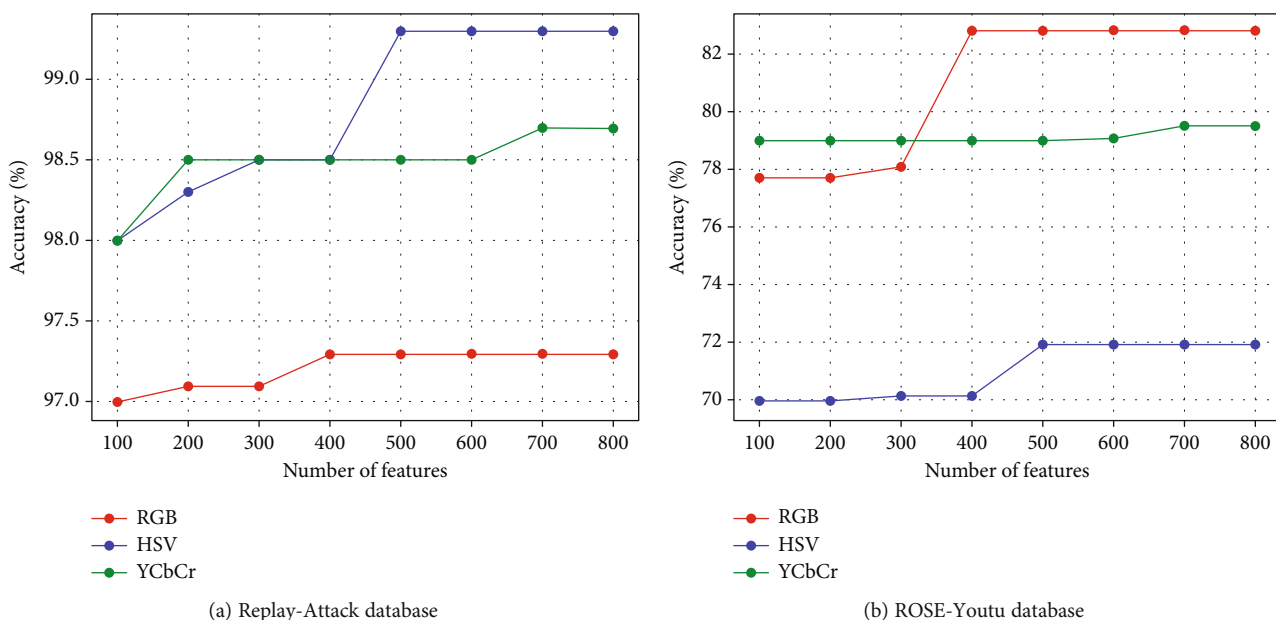 99.0
98.5
98.0
97.5
97.0
Accuracy (%)
100 200 300 400 500 600 700 800
Number of features
RGB
HSV
YCbCr
(a) Replay-Attack database
82
80
78
76
74
72
70
Accuracy (%)
100 200 300 400 500 600 700 800
Number of features
RGB
HSV
YCbCr
(b) ROSE-Youtu database